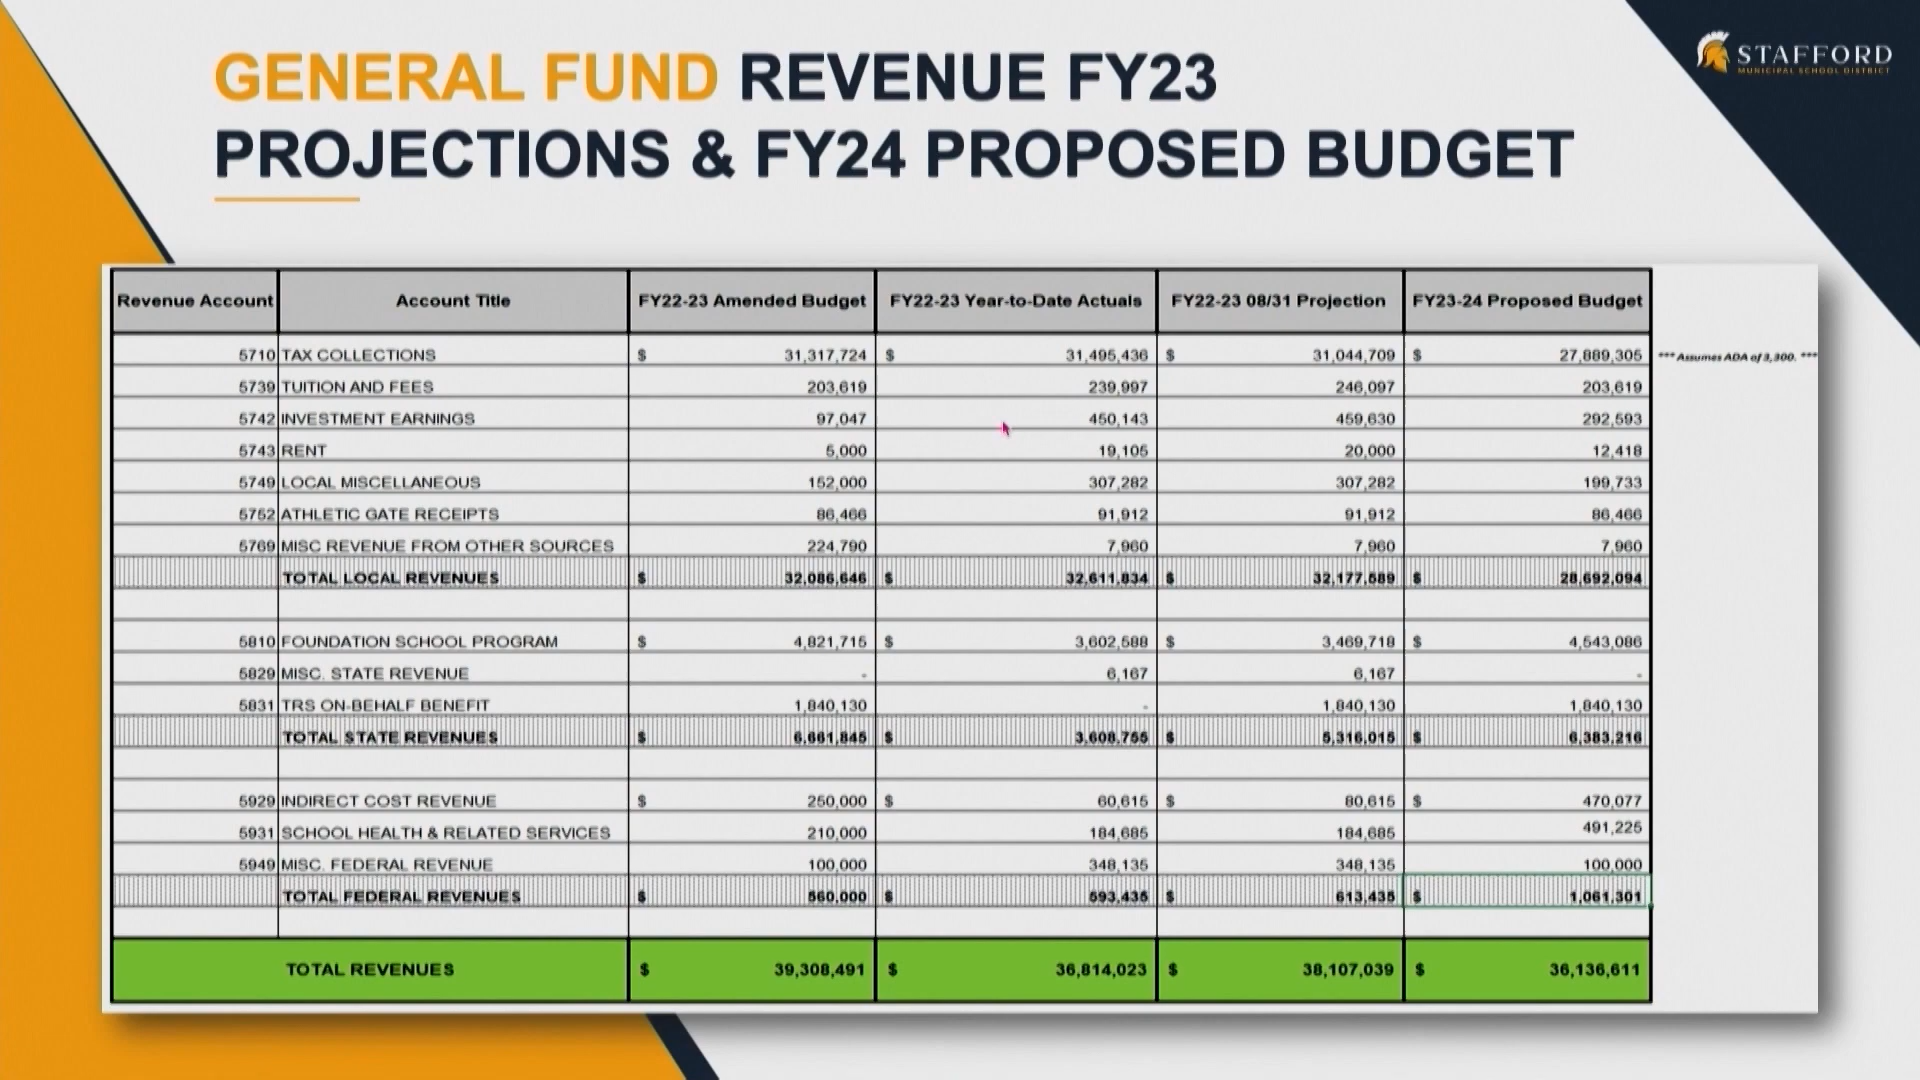 STAFFORD
MUNICIPAL SCHOOL DISTRICT
GENERAL FUND REVENUE FY23
PROJECTIONS & FY24 PROPOSED BUDGET
Revenue Account Account Title FY22-23 Amended Budget FY22-23 Year-to-Date Actuals FY22-23 08/31 Projection FY23-24 Proposed Budget
5710 TAX COLLECTIONS $ 31,317,724 $ 31,495,436 $ 31,044,709 $ 27,889,305 *** Assumes ADA of 3,300. ***
5739 TUITION AND FEES 203,619 239,997 246,097 203,619
5742 INVESTMENT EARNINGS 97,047 450,143 459,630 292,593
5743 RENT 5,000 19,105 20,000 12,418
5749 LOCAL MISCELLANEOUS 152,000 307,282 307,282 199,733
5752 ATHLETIC GATE RECEIPTS 86,466 91,912 91,912 86,466
5769 MISC REVENUE FROM OTHER SOURCES 224,790 7,960 7,960 7,960
TOTAL LOCAL REVENUES $ 32,086,646 $ 32,611,834 $ 32,177,589 $ 28,692,094
5810 FOUNDATION SCHOOL PROGRAM $ 4,821,715 $ 3,602,588 $ 3,469,718 $ 4,543,086
5829 MISC. STATE REVENUE - 6,167 6,167 -
5831 TRS ON-BEHALF BENEFIT 1,840,130 - 1,840,130 1,840,130
TOTAL STATE REVENUES $ 6,661,845 $ 3,608,755 $ 5,316,015 $ 6,383,216
5929 INDIRECT COST REVENUE $ 250,000 $ 60,615 $ 80,615 $ 470,077
5931 SCHOOL HEALTH & RELATED SERVICES 210,000 184,685 184,685 491,225
5949 MISC. FEDERAL REVENUE 100,000 348,135 348,135 100,000
TOTAL FEDERAL REVENUES $ 560,000 $ 593,435 $ 613,435 $ 1,061,301
TOTAL REVENUES $ 39,308,491 $ 36,814,023 $ 38,107,039 $ 36,136,611